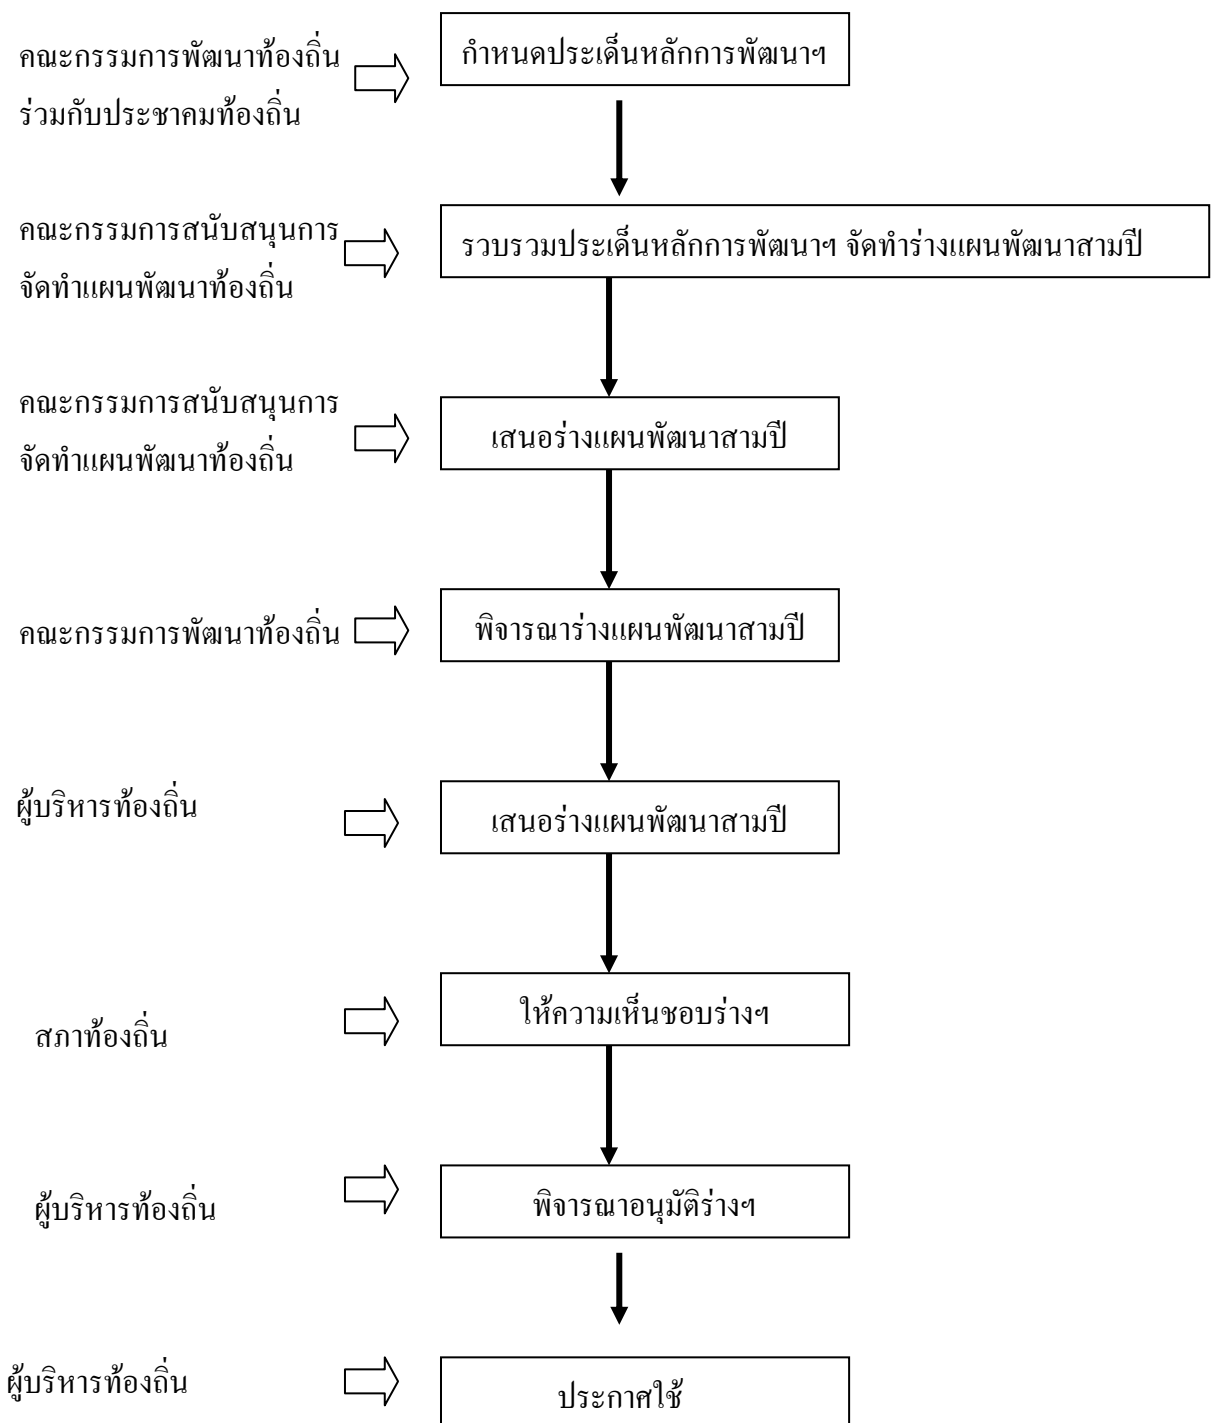 คณะกรรมการพัฒนาท้องถิ่น
ร่วมกับประชาคมท้องถิ่น
กำหนดประเด็นหลักการพัฒนาฯ
คณะกรรมการสนับสนุนการ
จัดทำแผนพัฒนาท้องถิ่น
รวบรวมประเด็นหลักการพัฒนาฯ จัดทำร่างแผนพัฒนาสามปี
คณะกรรมการสนับสนุนการ
จัดทำแผนพัฒนาท้องถิ่น
เสนอร่างแผนพัฒนาสามปี
คณะกรรมการพัฒนาท้องถิ่น
พิจารณาร่างแผนพัฒนาสามปี
ผู้บริหารท้องถิ่น
เสนอร่างแผนพัฒนาสามปี
สภาท้องถิ่น
ให้ความเห็นชอบร่างฯ
ผู้บริหารท้องถิ่น
พิจารณาอนุมัติร่างฯ
ผู้บริหารท้องถิ่น
ประกาศใช้